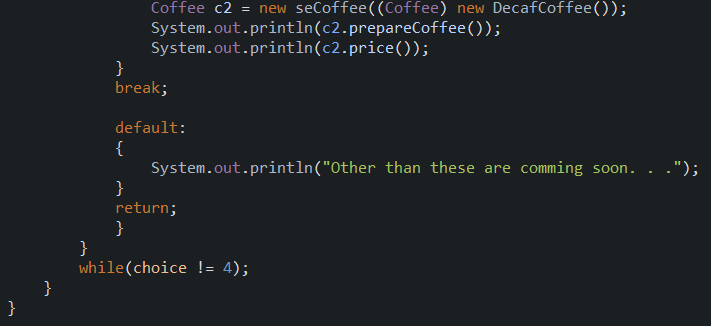 Coffee c2 = new seCoffee((Coffee) new DecafCoffee());
System.out.println(c2.prepareCoffee());
System.out.println(c2.price());
}
break;
default:
{
System.out.println("Other than these are comming soon. . .");
}
return;
}
}
while(choice != 4);
}
}